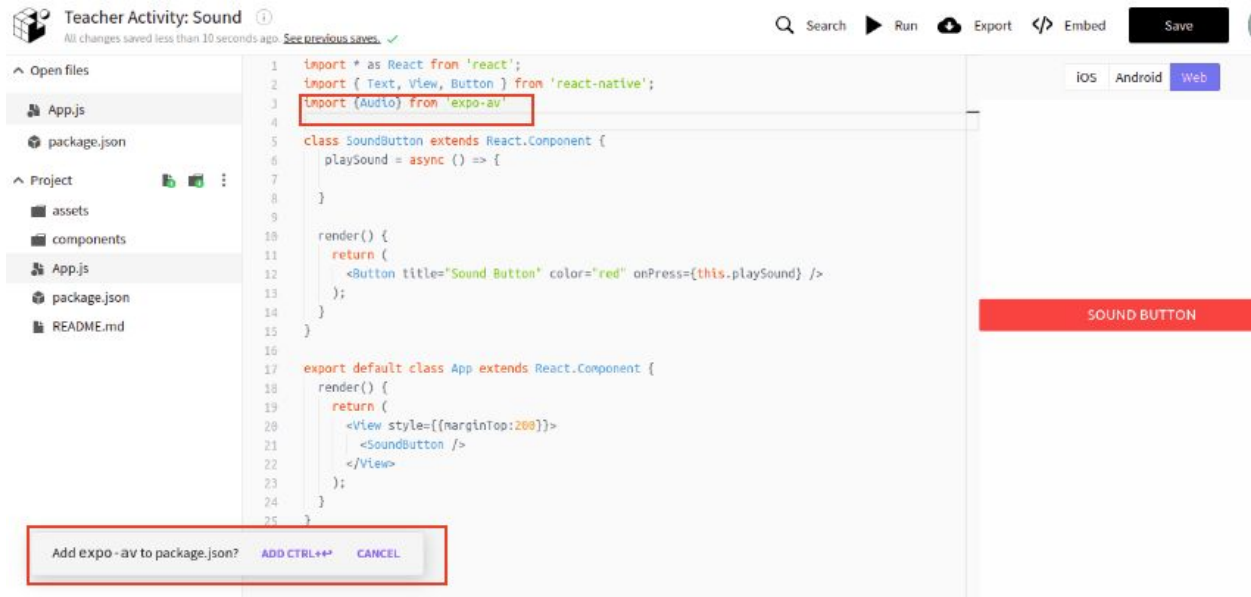 Teacher Activity: Sound
All changes saved less than 10 seconds ago. See previous saves.
Search
Run
Export
Embed
Save
Open files
App.js
package.json
Project
assets
components
App.js
package.json
README.md
1 import * as React from 'react';
2 import { Text, View, Button } from 'react-native';
3 import {Audio} from 'expo-av'
4
5 class SoundButton extends React.Component {
6 playSound = async () => {
7
8 }
9
10 render() {
11 return (
12 <Button title="Sound Button" color="red" onPress={this.playSound} />
13 );
14 }
15 }
16
17 export default class App extends React.Component {
18 render() {
19 return (
20 <View style={{marginTop:200}}>
21 <SoundButton />
22 </View>
23 );
24 }
25 }
Add expo-av to package.json? ADD CTRL+↵ CANCEL
iOS Android Web
SOUND BUTTON